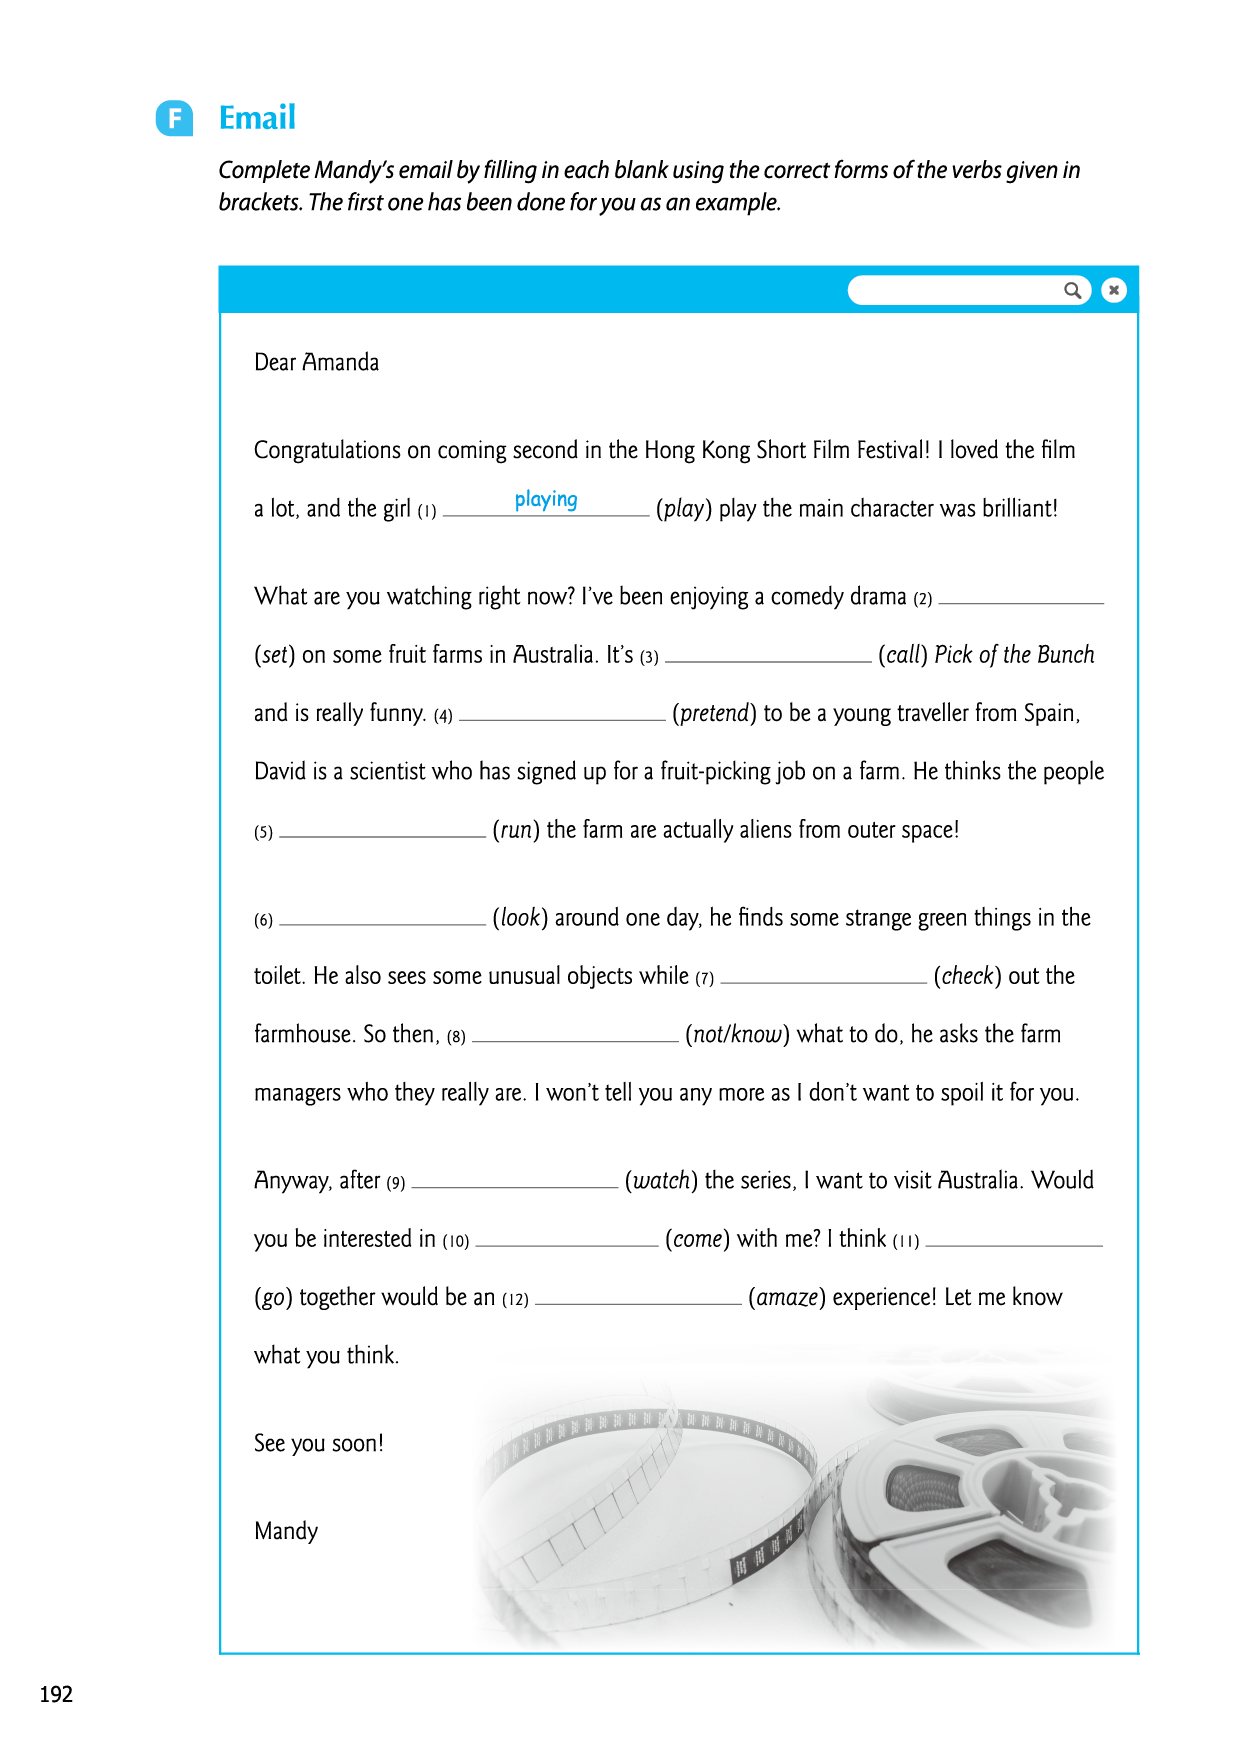 F Email
Complete Mandy's email by filling in each blank using the correct forms of the verbs given in
brackets. The first one has been done for you as an example.
Dear Amanda
Congratulations on coming second in the Hong Kong Short Film Festival! I loved the film
a lot, and the girl (1) playing (play) play the main character was brilliant!
What are you watching right now? I've been enjoying a comedy drama (2)
(set) on some fruit farms in Australia. It's (3) (call) Pick of the Bunch
and is really funny. (4) (pretend) to be a young traveller from Spain,
David is a scientist who has signed up for a fruit-picking job on a farm. He thinks the people
(5) (run) the farm are actually aliens from outer space!
(6) (look) around one day, he finds some strange green things in the
toilet. He also sees some unusual objects while (7) (check) out the
farmhouse. So then, (8) (not/know) what to do, he asks the farm
managers who they really are. I won't tell you any more as I don't want to spoil it for you.
Anyway, after (9) (watch) the series, I want to visit Australia. Would
you be interested in (10) (come) with me? I think (11)
(go) together would be an (12) (amaze) experience! Let me know
what you think.
See you soon!
Mandy
192